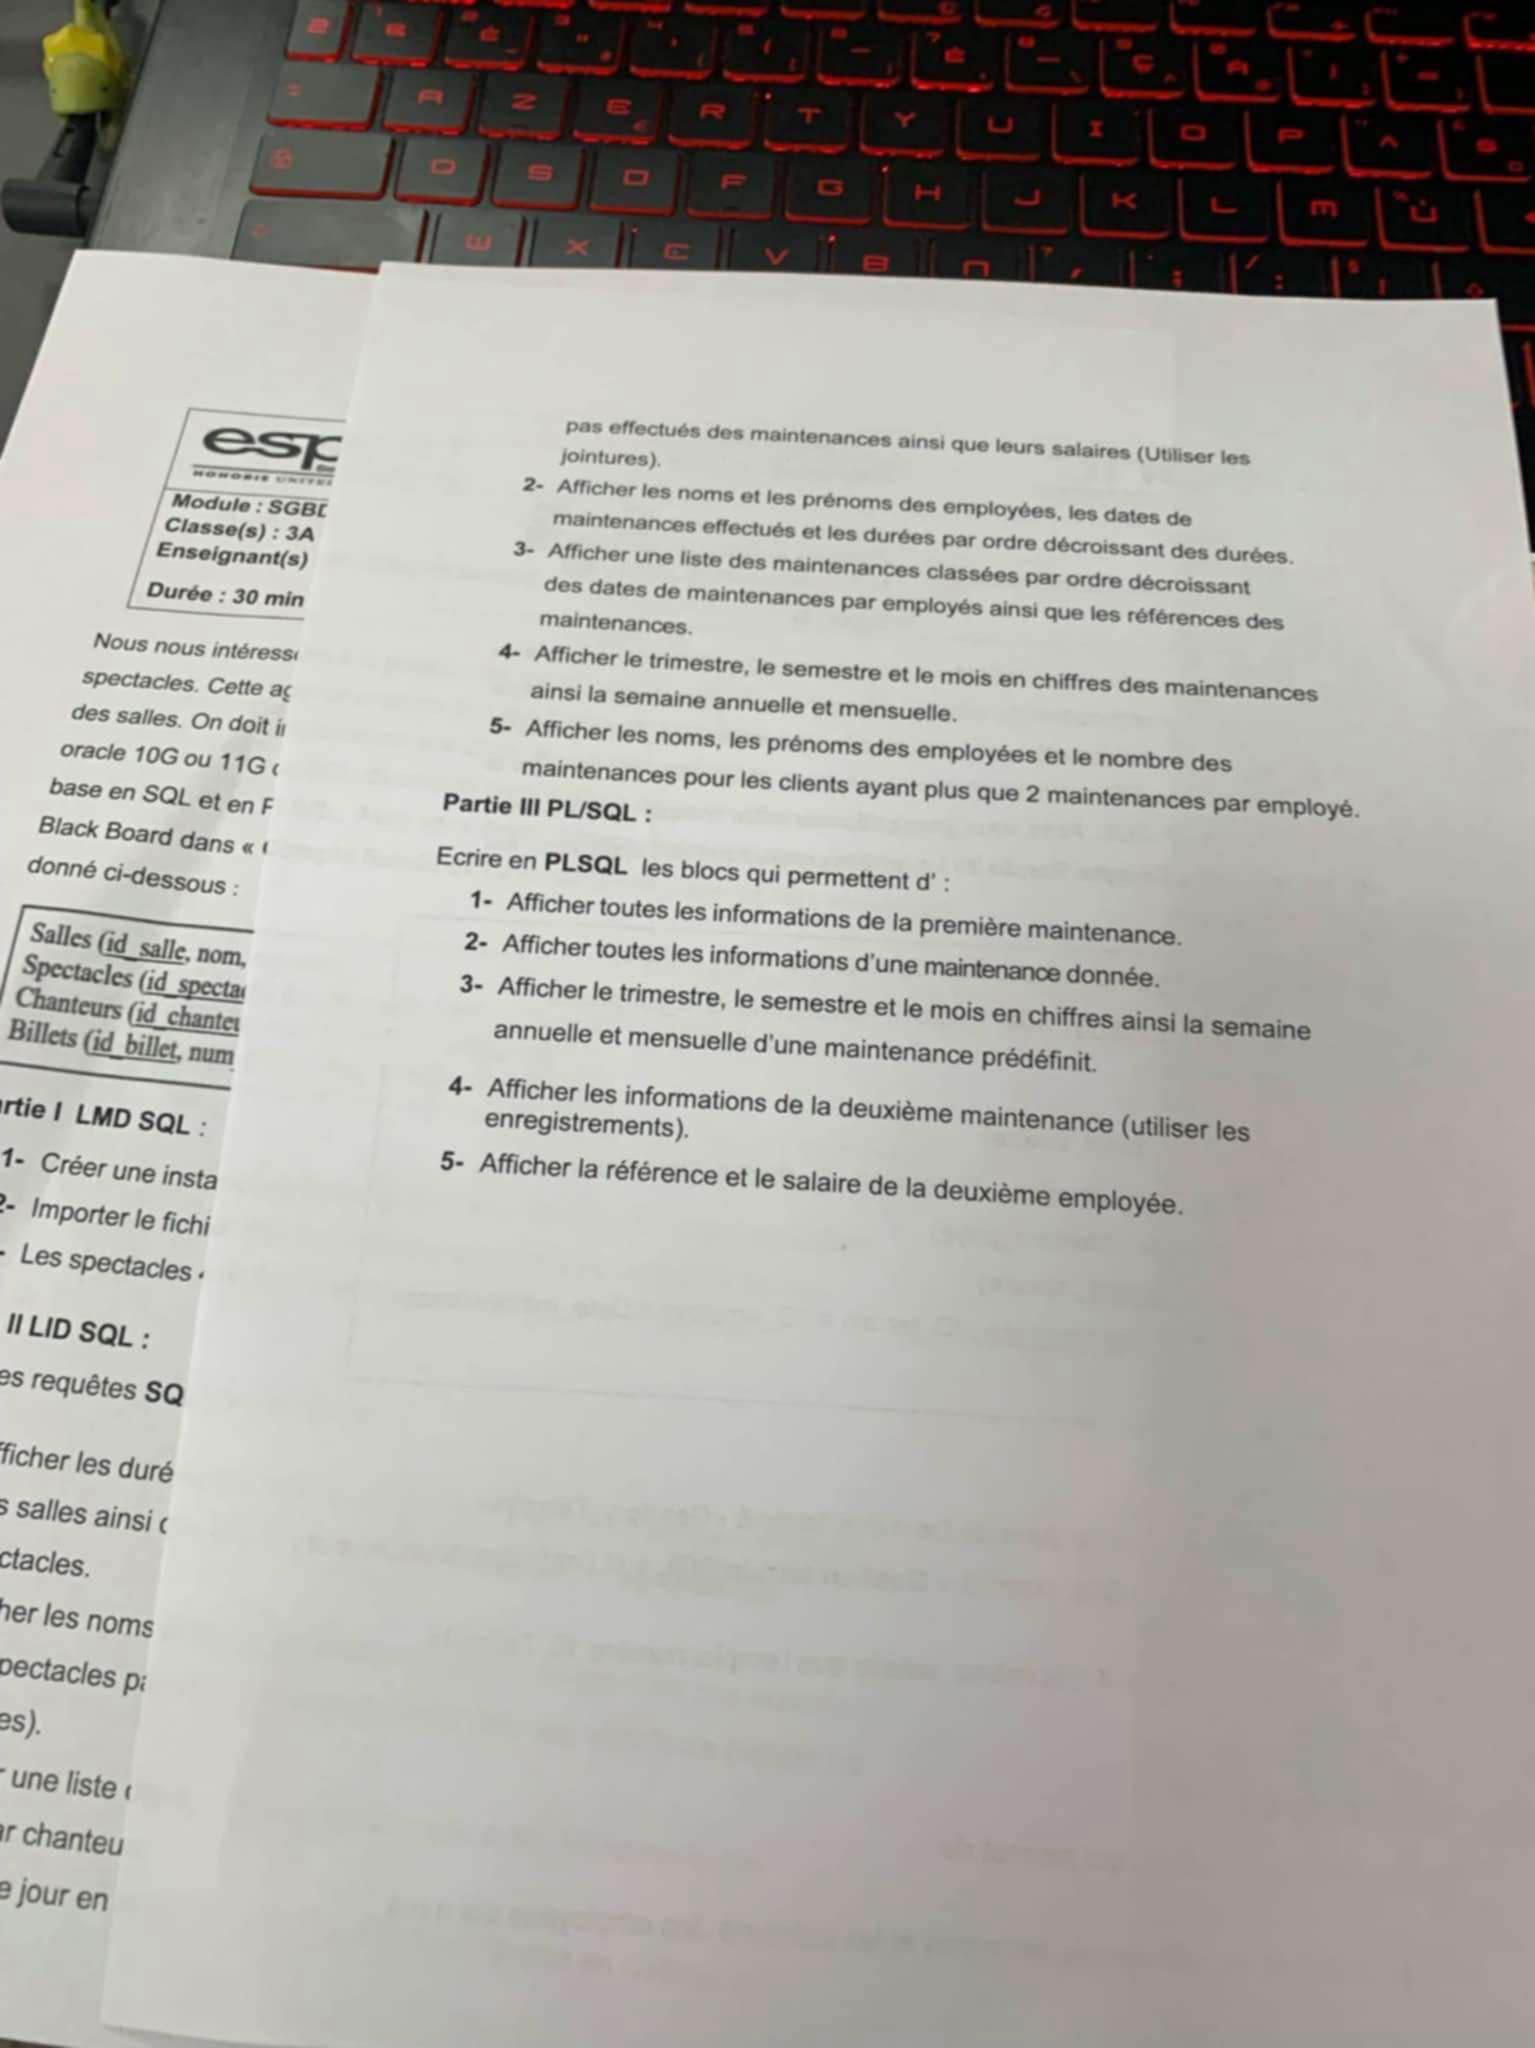 esp
HONORIS UNITED
Module : SGBD
Classe(s) : 3A
Enseignant(s)
Durée : 30 min
Nous nous intéress
spectacles. Cette ag
des salles. On doit i
oracle 10G ou 11G
base en SQL et en P
Black Board dans «
donné ci-dessous :
Salles (id_salle, nom,
Spectacles (id_specta
Chanteurs (id_chanteu
Billets (id_billet, num
artie I LMD SQL :
1- Créer une insta
2- Importer le fichi
- Les spectacles
II LID SQL :
es requêtes SQ
fficher les duré
s salles ainsi
ctacles.
her les noms
pectacles pa
es).
r une liste
ar chanteu
e jour en
pas effectués des maintenances ainsi que leurs salaires (Utiliser les
jointures).
2- Afficher les noms et les prénoms des employées, les dates de
maintenances effectués et les durées par ordre décroissant des durées.
3- Afficher une liste des maintenances classées par ordre décroissant
des dates de maintenances par employés ainsi que les références des
maintenances.
4- Afficher le trimestre, le semestre et le mois en chiffres des maintenances
ainsi la semaine annuelle et mensuelle.
5- Afficher les noms, les prénoms des employées et le nombre des
maintenances pour les clients ayant plus que 2 maintenances par employé.
Partie III PL/SQL :
Ecrire en PLSQL les blocs qui permettent d' :
1- Afficher toutes les informations de la première maintenance.
2- Afficher toutes les informations d'une maintenance donnée.
3- Afficher le trimestre, le semestre et le mois en chiffres ainsi la semaine
annuelle et mensuelle d'une maintenance prédéfinit.
4- Afficher les informations de la deuxième maintenance (utiliser les
enregistrements).
5- Afficher la référence et le salaire de la deuxième employée.